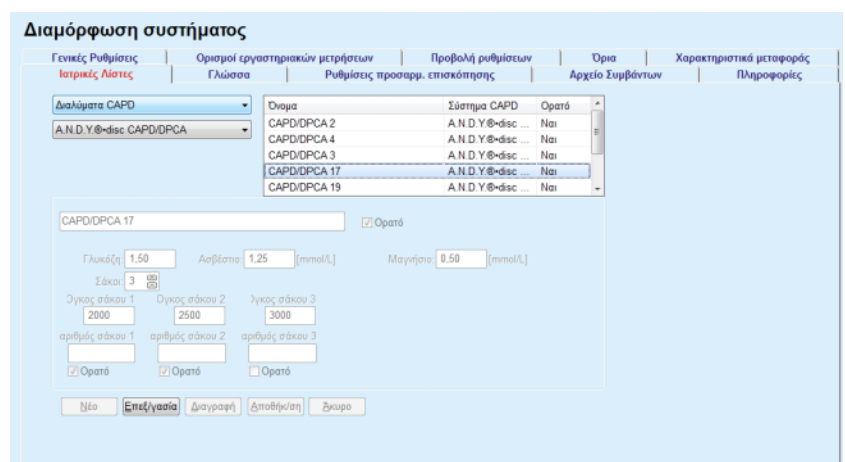 Διαμόρφωση συστήματος
Γενικές Ρυθμίσεις Ορισμοί εργαστηριακών μετρήσεων Προβολή ρυθμίσεων Όρια Χαρακτηριστικά μεταφοράς
Ιατρικές Λίστες Γλώσσα Ρυθμίσεις προσαρμ. επισκόπησης Αρχείο Συμβάντων Πληροφορίες
Διαλύματα CAPD
A.N.D.Y.®•disc CAPD/DPCA
Όνομα Σύστημα CAPD Ορατό
CAPD/DPCA 2 A.N.D.Y.®•disc ... Ναι
CAPD/DPCA 4 A.N.D.Y.®•disc ... Ναι
CAPD/DPCA 3 A.N.D.Y.®•disc ... Ναι
CAPD/DPCA 17 A.N.D.Y.®•disc ... Ναι
CAPD/DPCA 19 A.N.D.Y.®•disc ... Ναι
CAPD/DPCA 17 Ορατό
Γλυκόζη: 1,50 Ασβέστιο: 1,25 [mmol/L] Μαγνήσιο: 0,50 [mmol/L]
Σάκοι: 3
Όγκος σάκου 1 Όγκος σάκου 2 Όγκος σάκου 3
2000 2500 3000
αριθμός σάκου 1 αριθμός σάκου 2 αριθμός σάκου 3
Ορατό Ορατό Ορατό
Νέο Επεξ/γασία Διαγραφή Αποθήκ/ση Άκυρο